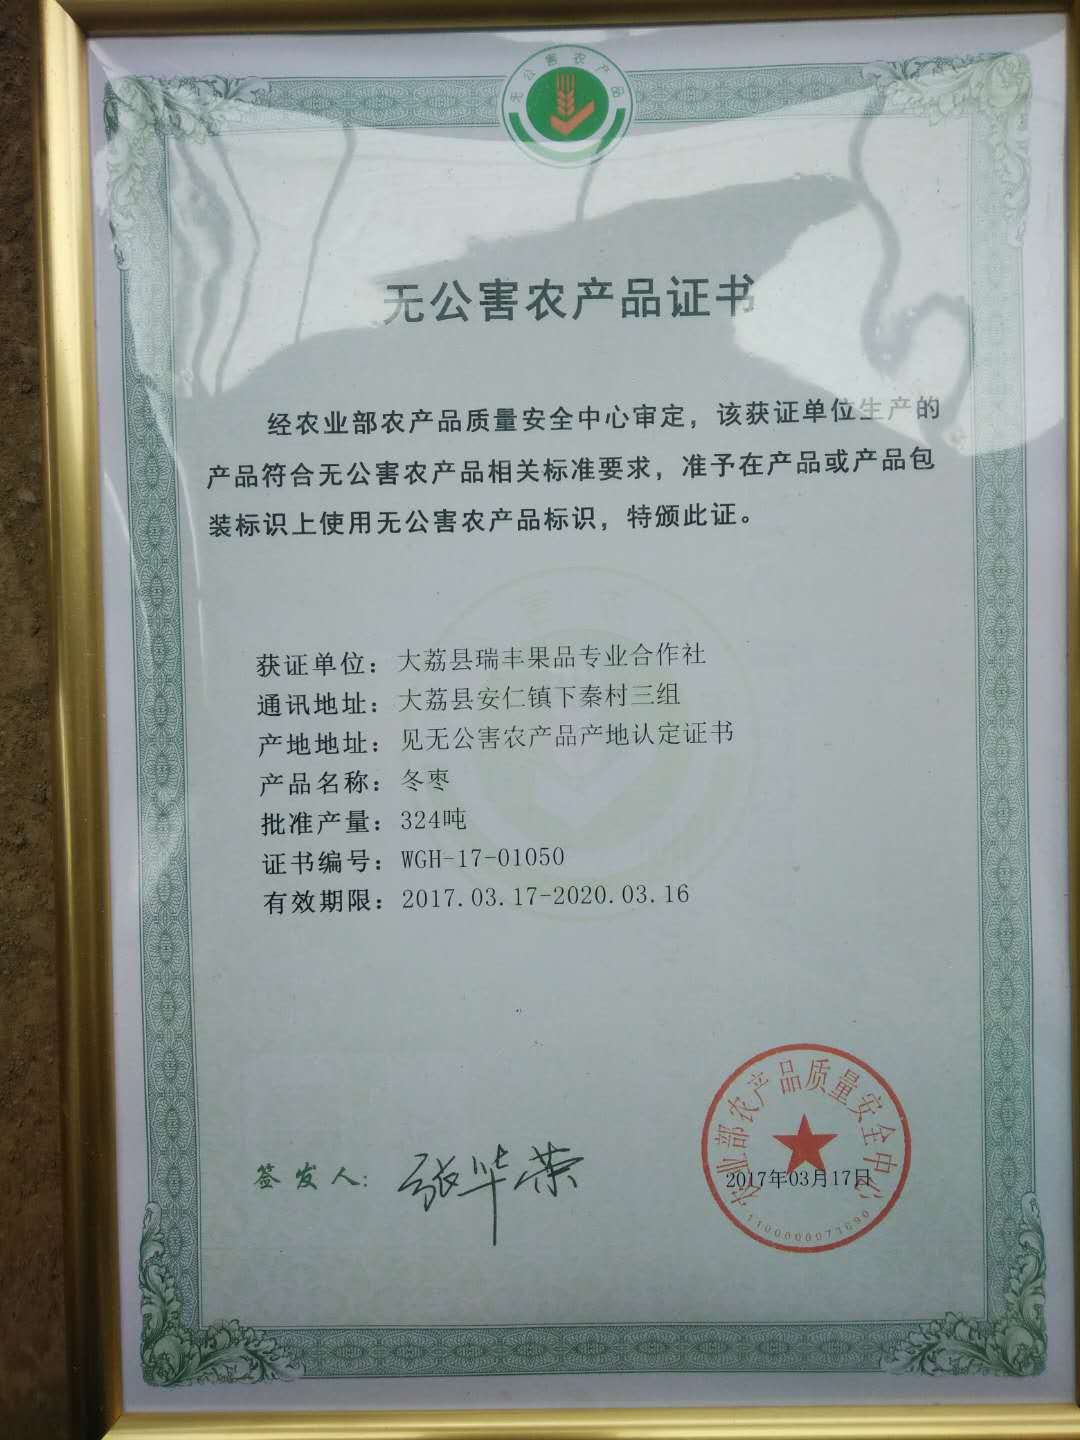 无公害农产品
无公害农产品证书
经农业部农产品质量安全中心审定，该获证单位生产的
产品符合无公害农产品相关标准要求，准予在产品或产品包
装标识上使用无公害农产品标识，特颁此证。
获证单位：大荔县瑞丰果品专业合作社
通讯地址：大荔县安仁镇下秦村三组
产地地址：见无公害农产品产地认定证书
产品名称：冬枣
批准产量：324吨
证书编号：WGH-17-01050
有效期限：2017.03.17-2020.03.16
签发人：张华荣
农业部农产品质量安全中心
2017年03月17日